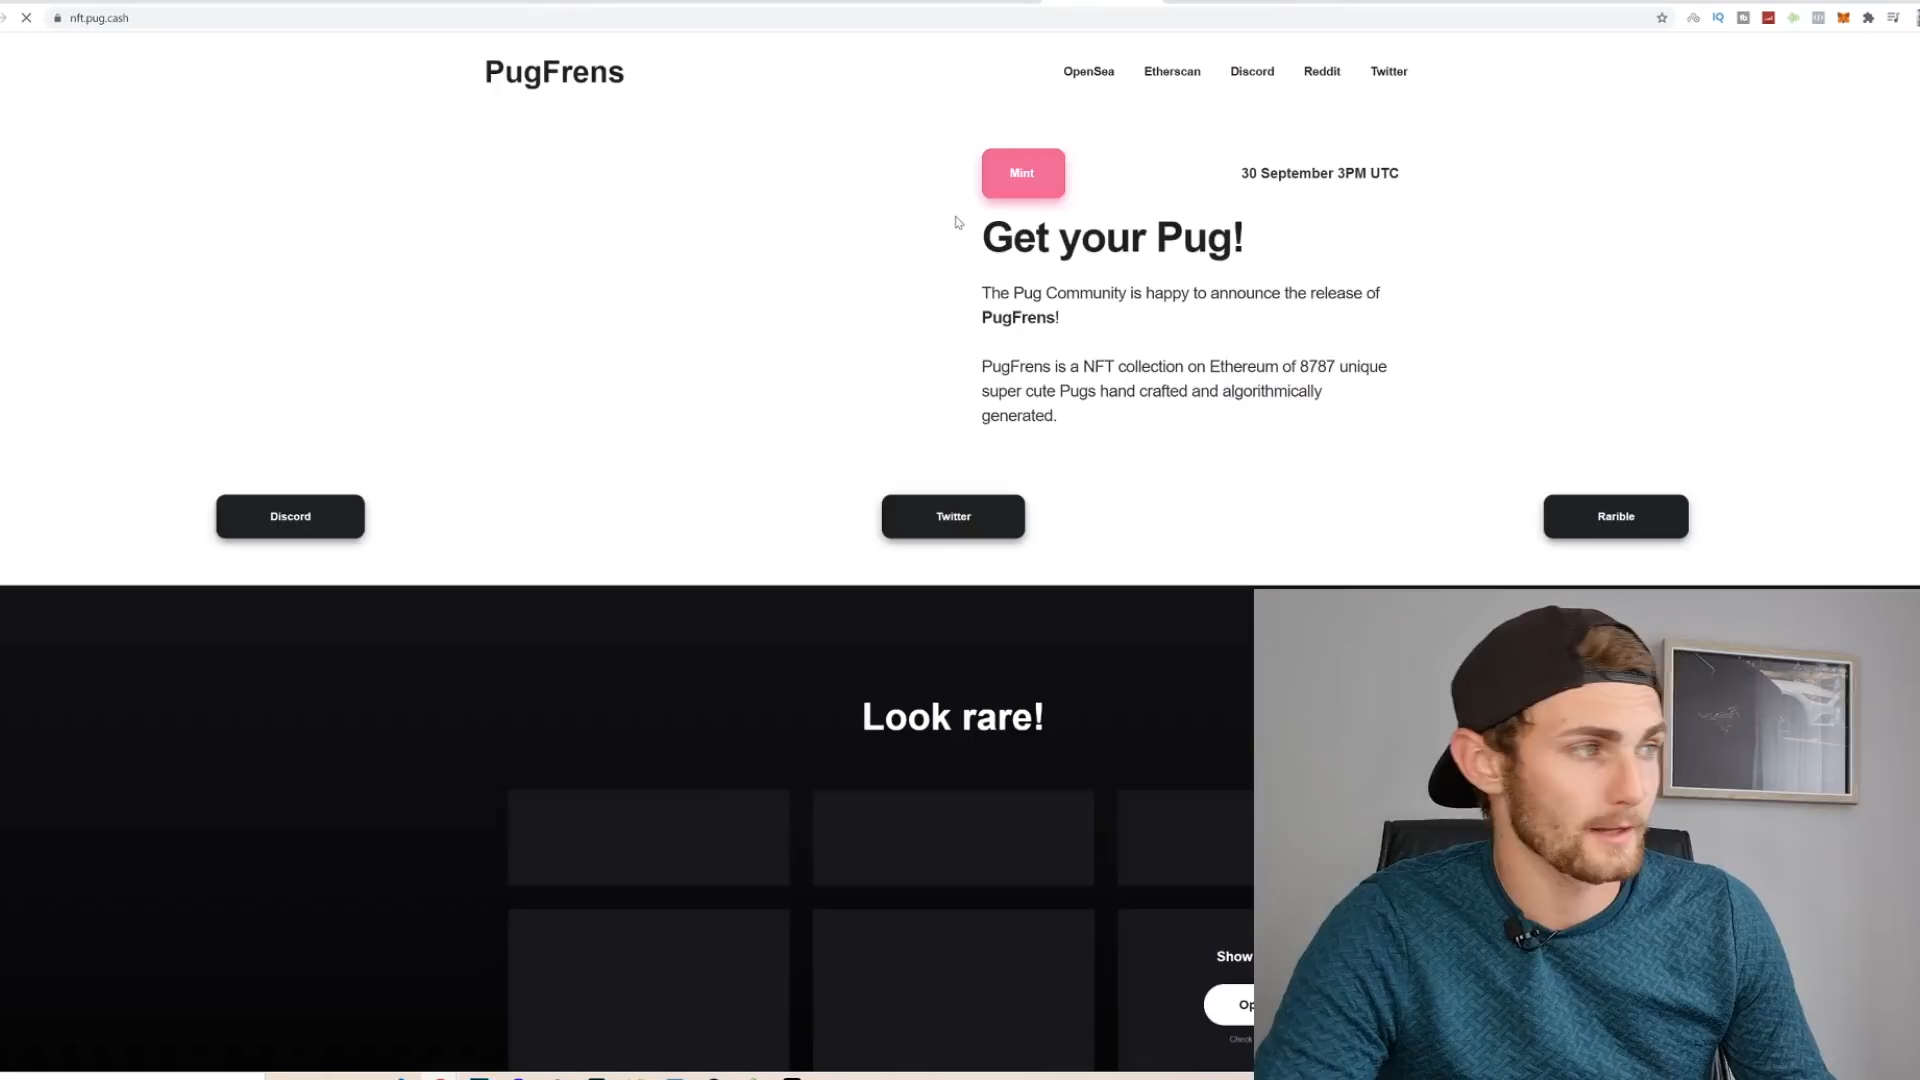 nft.pug.cash
PugFrens
OpenSea
Etherscan
Discord
Reddit
Twitter
Mint
30 September 3PM UTC
Get your Pug!
The Pug Community is happy to announce the release of
PugFrens!
PugFrens is a NFT collection on Ethereum of 8787 unique
super cute Pugs hand crafted and algorithmically
generated.
Discord
Twitter
Rarible
Look rare!
Show
Op
Check